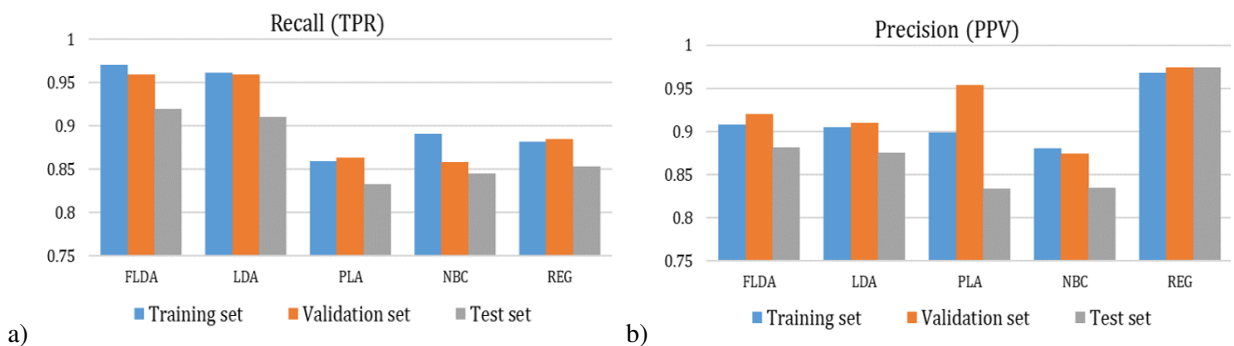 Recall (TPR)
1
0.95
0.9
0.85
0.8
0.75
FLDA LDA PLA NBC REG
Training set Validation set Test set
a)
Precision (PPV)
1
0.95
0.9
0.85
0.8
0.75
FLDA LDA PLA NBC REG
Training set Validation set Test set
b)